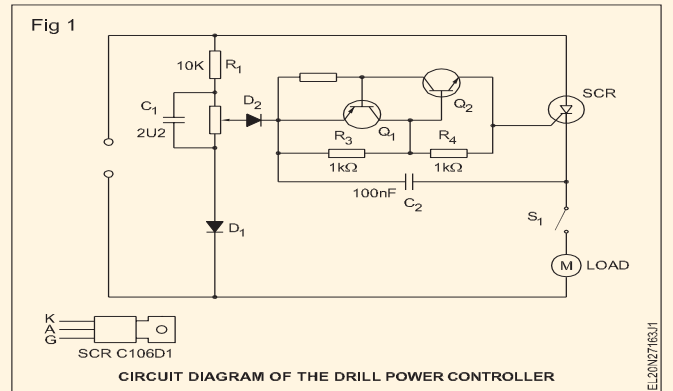 Fig 1
10K R1
C1
2U2
D2
Q2
SCR
R3 Q1 R4
1kΩ 1kΩ
100nF C2
S1
D1
M LOAD
K
A
G
SCR C106D1
CIRCUIT DIAGRAM OF THE DRILL POWER CONTROLLER
EL20N27163J1